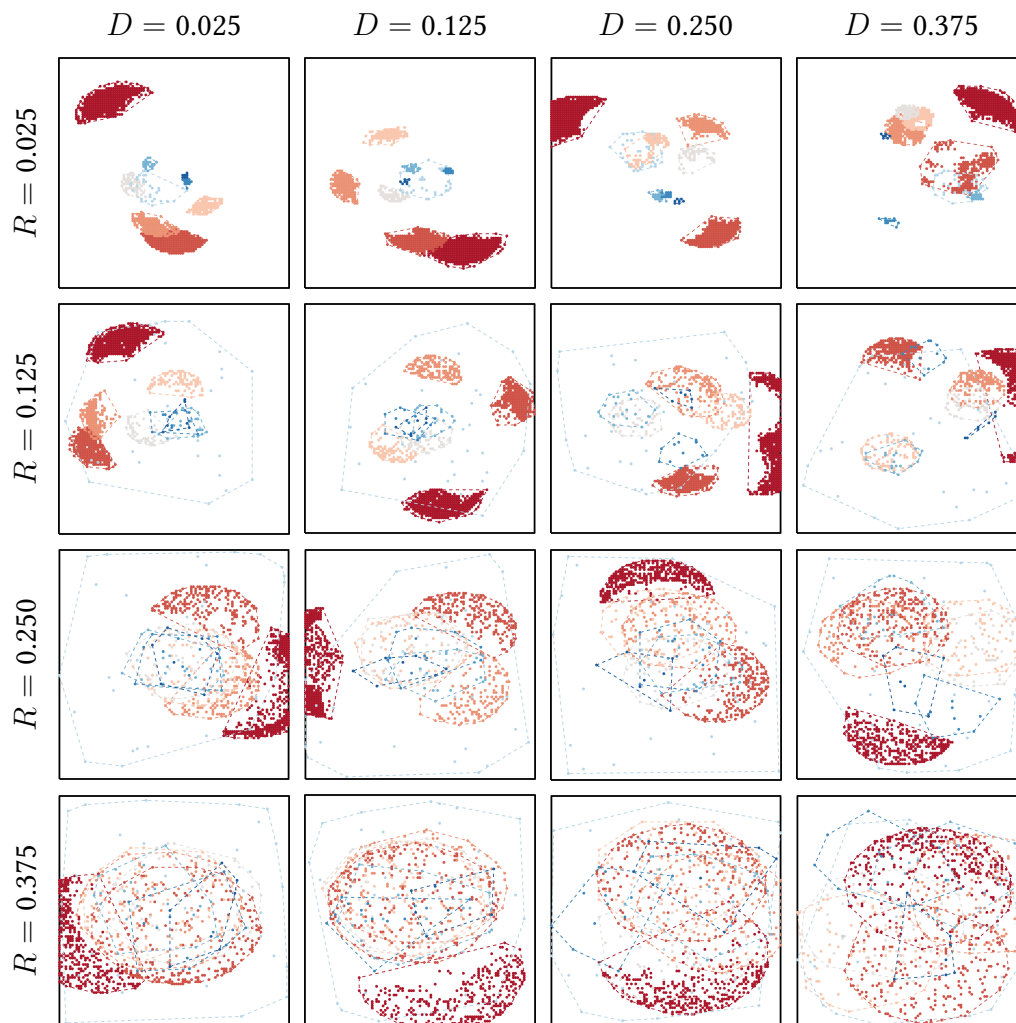 D = 0.025
D = 0.125
D = 0.250
D = 0.375
R = 0.025
R = 0.125
R = 0.250
R = 0.375